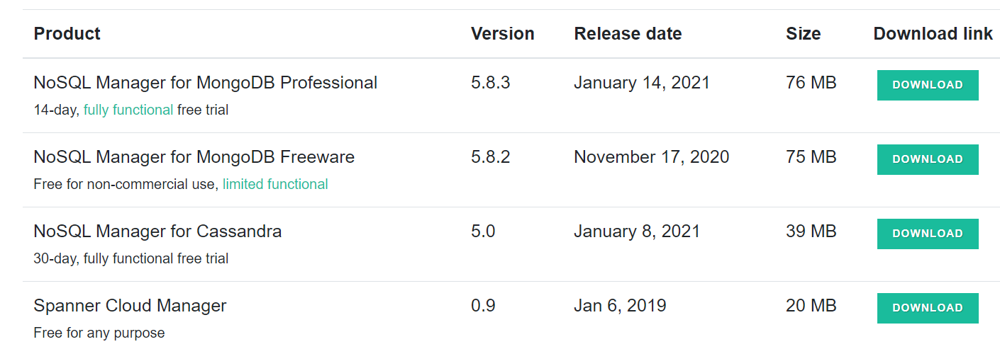 Product Version Release date Size Download link
NoSQL Manager for MongoDB Professional 5.8.3 January 14, 2021 76 MB DOWNLOAD
14-day, fully functional free trial
NoSQL Manager for MongoDB Freeware 5.8.2 November 17, 2020 75 MB DOWNLOAD
Free for non-commercial use, limited functional
NoSQL Manager for Cassandra 5.0 January 8, 2021 39 MB DOWNLOAD
30-day, fully functional free trial
Spanner Cloud Manager 0.9 Jan 6, 2019 20 MB DOWNLOAD
Free for any purpose